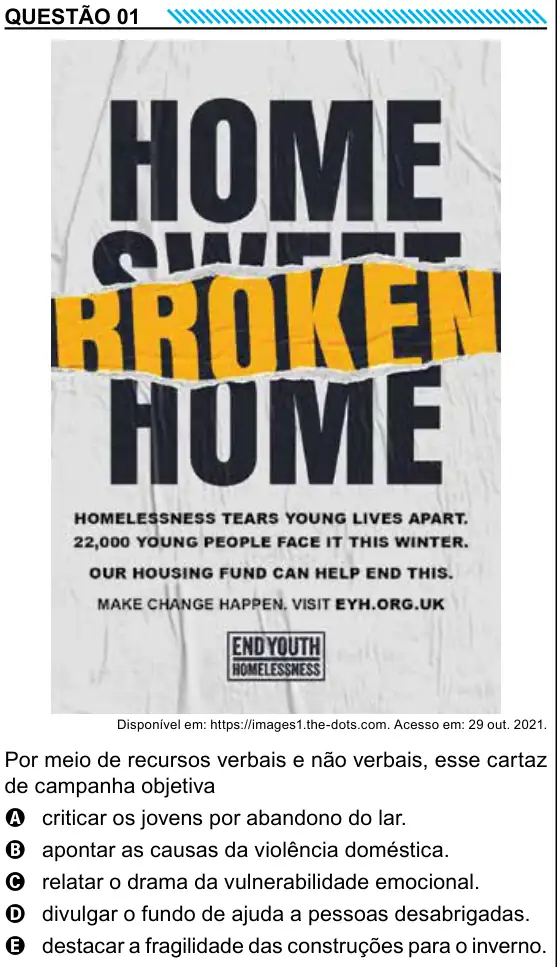 QUESTÃO 01
HOME
SWEET
BROKEN
HOME
HOMELESSNESS TEARS YOUNG LIVES APART.
22,000 YOUNG PEOPLE FACE IT THIS WINTER.
OUR HOUSING FUND CAN HELP END THIS.
MAKE CHANGE HAPPEN. VISIT EYH.ORG.UK
END YOUTH
HOMELESSNESS
Disponível em: https://images1.the-dots.com. Acesso em: 29 out. 2021.
Por meio de recursos verbais e não verbais, esse cartaz
de campanha objetiva
A criticar os jovens por abandono do lar.
B apontar as causas da violência doméstica.
C relatar o drama da vulnerabilidade emocional.
D divulgar o fundo de ajuda a pessoas desabrigadas.
E destacar a fragilidade das construções para o inverno.